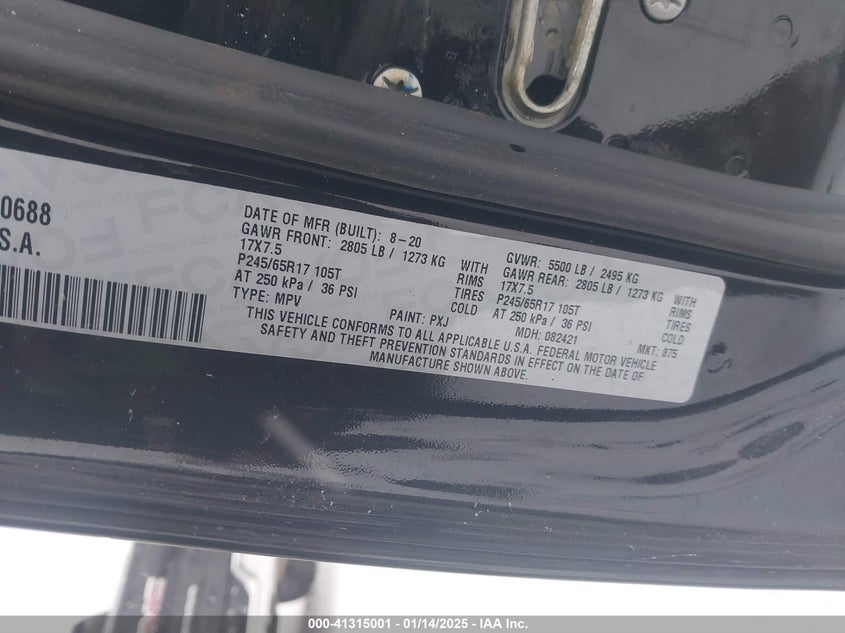 0688
S.A.
DATE OF MFR (BUILT): 8-20
GAWR FRONT: 2805 LB / 1273 KG WITH
17X7.5 RIMS
P245/65R17 105T TIRES
AT 250 kPa / 36 PSI COLD
TYPE: MPV
PAINT: PXJ
GVWR: 5500 LB / 2495 KG
GAWR REAR: 2805 LB / 1273 KG WITH
17X7.5 RIMS
P245/65R17 105T TIRES
AT 250 kPa / 36 PSI COLD
MDH: 082421 MKT: 875
THIS VEHICLE CONFORMS TO ALL APPLICABLE U.S.A. FEDERAL MOTOR VEHICLE
SAFETY AND THEFT PREVENTION STANDARDS IN EFFECT ON THE DATE OF
MANUFACTURE SHOWN ABOVE.
000-41315001 - 01/14/2025 - IAA Inc.